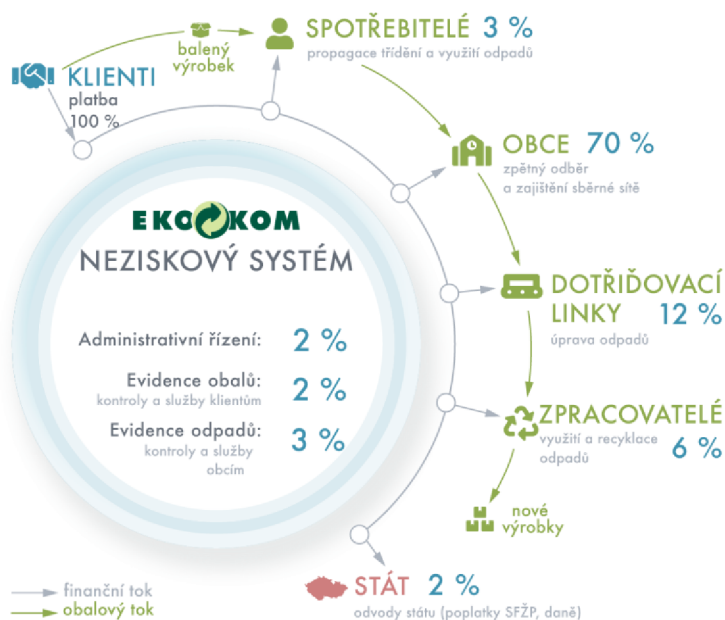 SPOTŘEBITELÉ 3 %
propagace třídění a využití odpadů
balený
výrobek
KLIENTI
platba
100 %
OBCE 70 %
zpětný odběr
a zajištění sběrné sítě
EKO KOM
NEZISKOVÝ SYSTÉM
DOTŘIĎOVACÍ
LINKY 12 %
úprava odpadů
Administrativní řízení: 2 %
Evidence obalů: 2 %
kontroly a služby klientům
Evidence odpadů: 3 %
kontroly a služby
obcím
ZPRACOVATELÉ
využití a recyklace
odpadů 6 %
nové
výrobky
STÁT 2 %
odvody státu (poplatky SFŽP, daně)
finanční tok
obalový tok